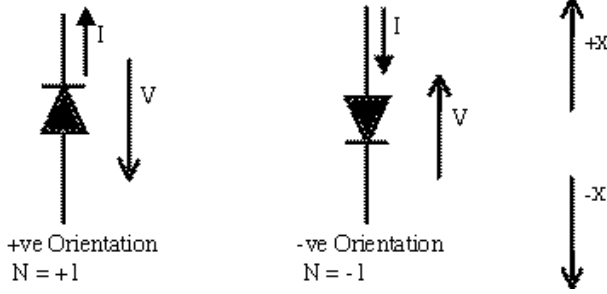 I
V
+ve Orientation
N = +1
I
V
-ve Orientation
N = -1
+x
-x